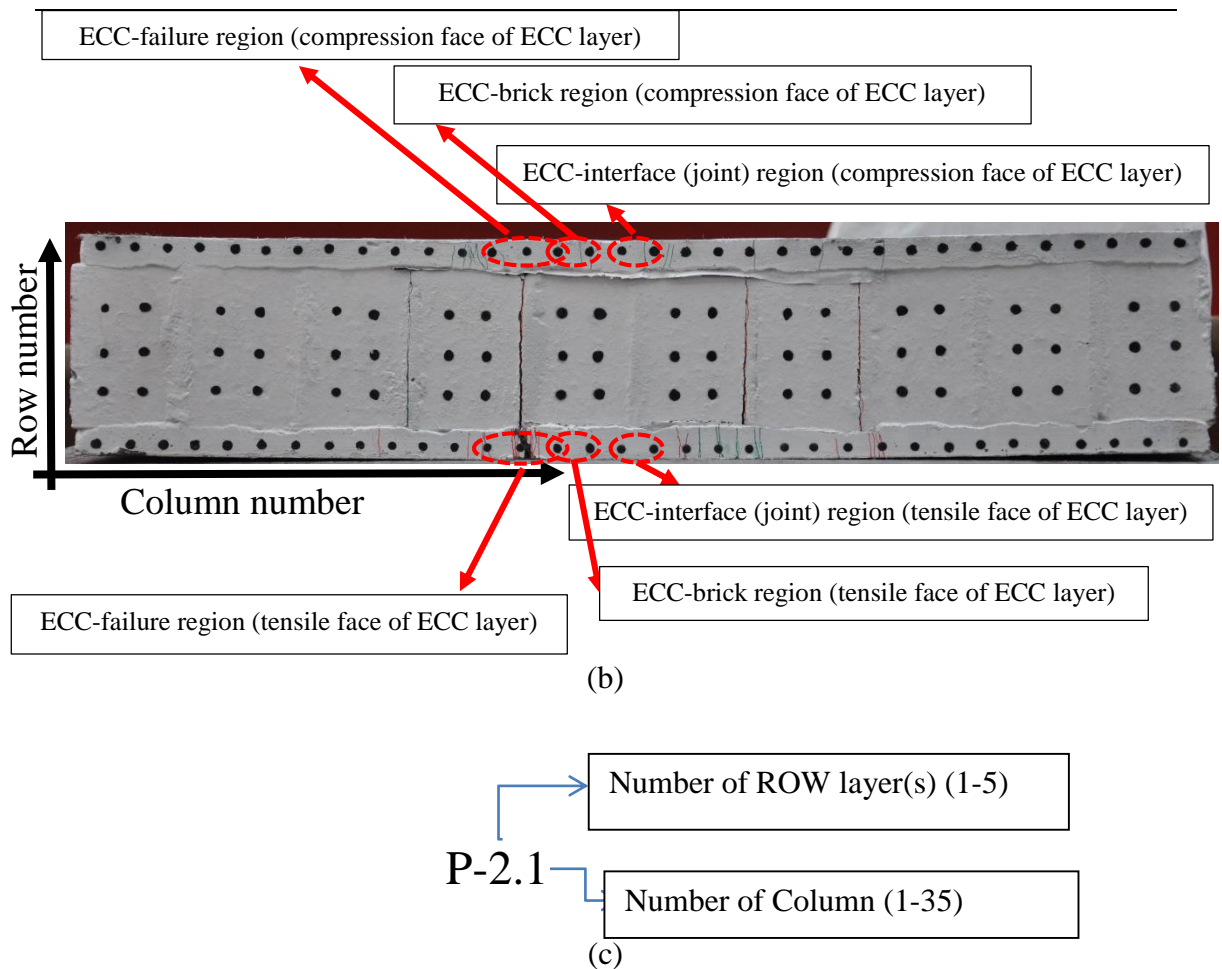 ECC-failure region (compression face of ECC layer)
ECC-brick region (compression face of ECC layer)
ECC-interface (joint) region (compression face of ECC layer)
Row number
Column number
ECC-interface (joint) region (tensile face of ECC layer)
ECC-brick region (tensile face of ECC layer)
ECC-failure region (tensile face of ECC layer)
(b)
Number of ROW layer(s) (1-5)
P-2.1
Number of Column (1-35)
(c)